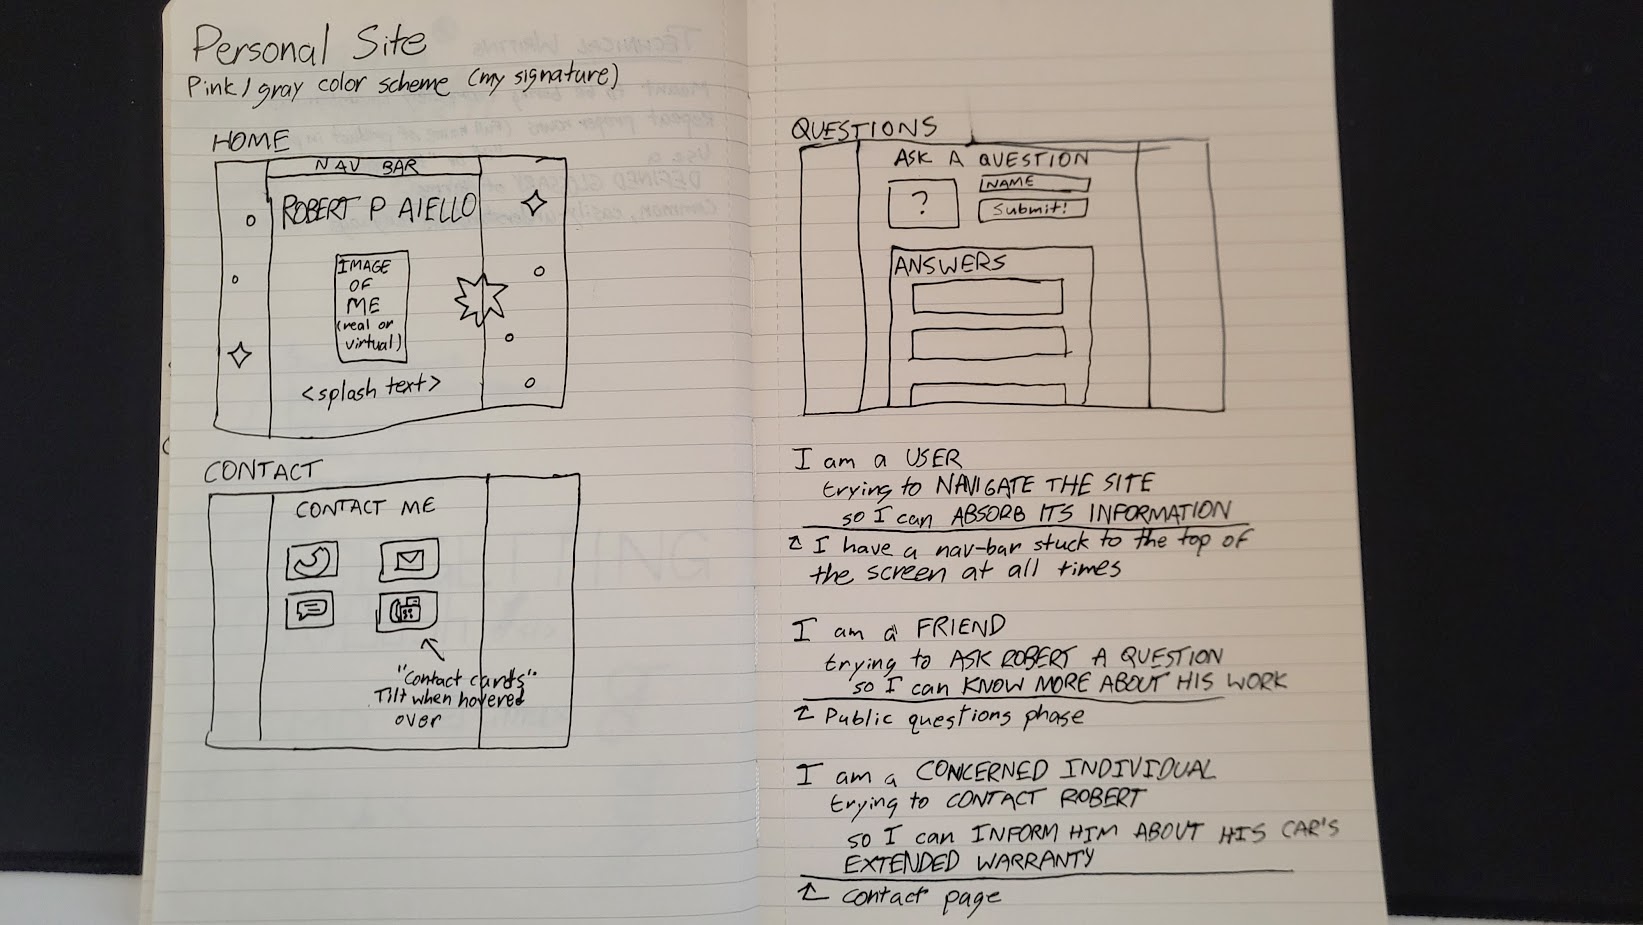 Personal Site
Pink/gray color scheme (my signature)
HOME
NAV BAR
ROBERT P AIELLO
IMAGE
OF
ME
(real or
virtual)
<splash text>
CONTACT
CONTACT ME
"Contact cards"
Tilt when hovered
over
QUESTIONS
ASK A QUESTION
?
NAME
Submit!
ANSWERS
I am a USER
trying to NAVIGATE THE SITE
so I can ABSORB ITS INFORMATION
I have a nav-bar stuck to the top of
the screen at all times
I am a FRIEND
trying to ASK ROBERT A QUESTION
so I can KNOW MORE ABOUT HIS WORK
Public questions phase
I am a CONCERNED INDIVIDUAL
trying to CONTACT ROBERT
so I can INFORM HIM ABOUT HIS CAR'S
EXTENDED WARRANTY
Contact page